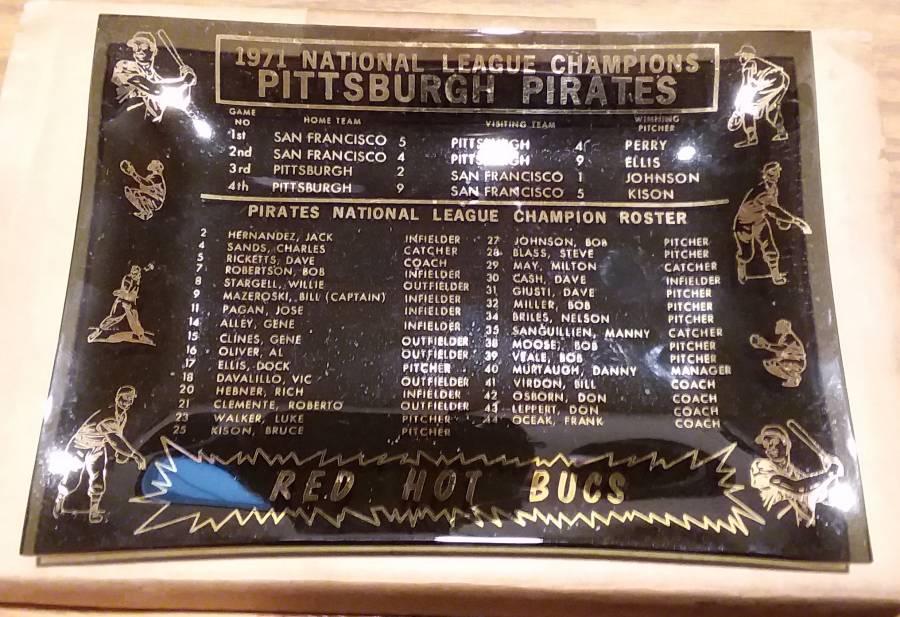 1971 NATIONAL LEAGUE CHAMPIONS
PITTSBURGH PIRATES
GAME NO HOME TEAM VISITING TEAM WINNING PITCHER
1st SAN FRANCISCO 5 PITTSBURGH 4 PERRY
2nd SAN FRANCISCO 4 PITTSBURGH 9 ELLIS
3rd PITTSBURGH 2 SAN FRANCISCO 1 JOHNSON
4th PITTSBURGH 9 SAN FRANCISCO 5 KISON
PIRATES NATIONAL LEAGUE CHAMPION ROSTER
2 HERNANDEZ, JACK INFIELDER
4 SANDS, CHARLES CATCHER
5 RICKETTS, DAVE COACH
7 ROBERTSON, BOB INFIELDER
8 STARGELL, WILLIE OUTFIELDER
9 MAZEROSKI, BILL (CAPTAIN) INFIELDER
11 PAGAN, JOSE INFIELDER
14 ALLEY, GENE INFIELDER
15 CLINES, GENE OUTFIELDER
16 OLIVER, AL OUTFIELDER
17 ELLIS, DOCK PITCHER
18 DAVALILLO, VIC OUTFIELDER
20 HEBNER, RICH INFIELDER
21 CLEMENTE, ROBERTO OUTFIELDER
23 WALKER, LUKE PITCHER
25 KISON, BRUCE PITCHER
27 JOHNSON, BOB PITCHER
28 BLASS, STEVE PITCHER
29 MAY, MILTON CATCHER
30 CASH, DAVE INFIELDER
31 GIUSTI, DAVE PITCHER
32 MILLER, BOB PITCHER
34 BRILES, NELSON PITCHER
35 SANGUILLIEN, MANNY CATCHER
38 MOOSE, BOB PITCHER
39 VEALE, BOB PITCHER
40 MURTAUGH, DANNY MANAGER
41 VIRDON, BILL COACH
42 OSBORN, DON COACH
43 LEPPERT, DON COACH
44 OCEAK, FRANK COACH
RED HOT BUCS